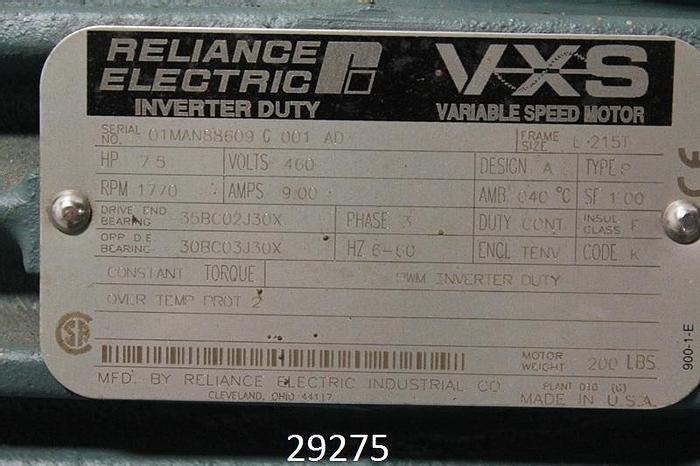 RELIANCE ELECTRIC
INVERTER DUTY
VXS
VARIABLE SPEED MOTOR
SERIAL NO. 01MAN88609 G 001 AD FRAME SIZE L 215T
HP 7.5 VOLTS 460 DESIGN A TYPE P
RPM 1770 AMPS 9.00 AMB 040 °C SF 1.00
DRIVE END BEARING 35BC02J30X PHASE 3 DUTY CONT. INSUL CLASS F
OPP D.E. BEARING 30BC03J30X HZ 6-60 ENCL TENV CODE K
CONSTANT TORQUE PWM INVERTER DUTY
OVER TEMP PROT 2
MOTOR WEIGHT 200 LBS
MFD. BY RELIANCE ELECTRIC INDUSTRIAL CO PLANT 010 (G)
CLEVELAND, OHIO 44117 MADE IN U.S.A.
CE
900-1-E
29275